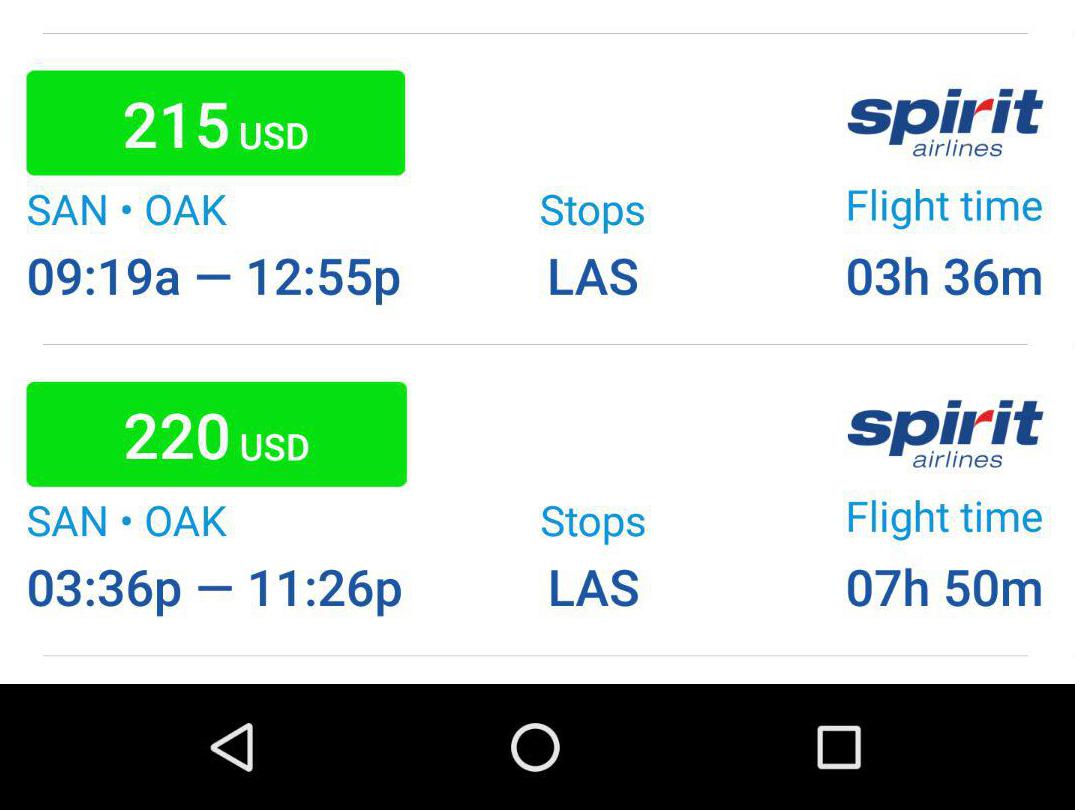 215 USD
spirit
airlines
SAN • OAK
Stops
Flight time
09:19a — 12:55p
LAS
03h 36m
220 USD
spirit
airlines
SAN • OAK
Stops
Flight time
03:36p — 11:26p
LAS
07h 50m